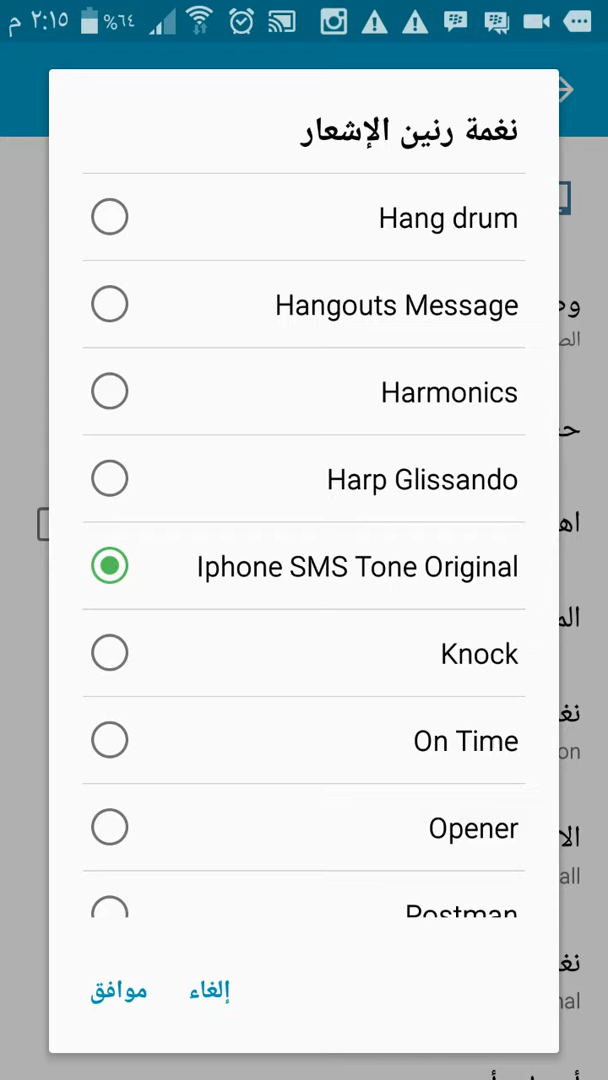 م ٢:١٥ %٦٤
نغمة رنين الإشعار
Hang drum
Hangouts Message
Harmonics
Harp Glissando
Iphone SMS Tone Original
Knock
On Time
Opener
Postman
إلغاء
موافق